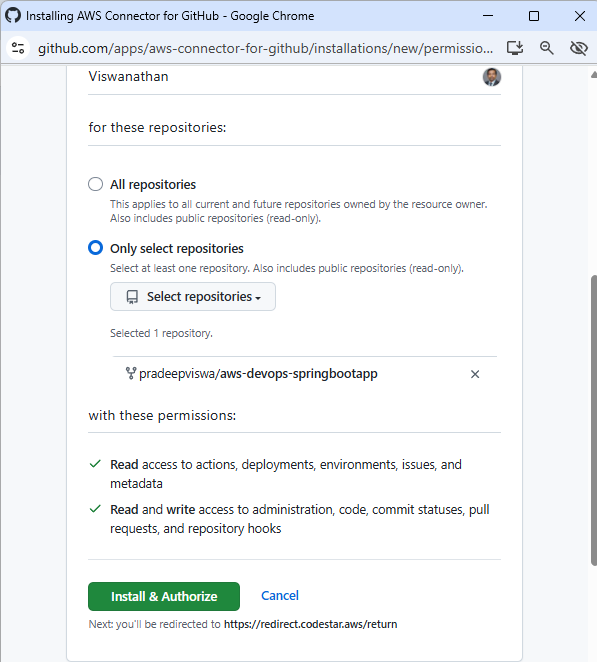 Installing AWS Connector for GitHub - Google Chrome
github.com/apps/aws-connector-for-github/installations/new/permissio...
Viswanathan
for these repositories:
All repositories
This applies to all current and future repositories owned by the resource owner.
Also includes public repositories (read-only).
Only select repositories
Select at least one repository. Also includes public repositories (read-only).
Select repositories
Selected 1 repository.
pradeepviswa/aws-devops-springbootapp
with these permissions:
Read access to actions, deployments, environments, issues, and
metadata
Read and write access to administration, code, commit statuses, pull
requests, and repository hooks
Install & Authorize
Cancel
Next: you'll be redirected to https://redirect.codestar.aws/return